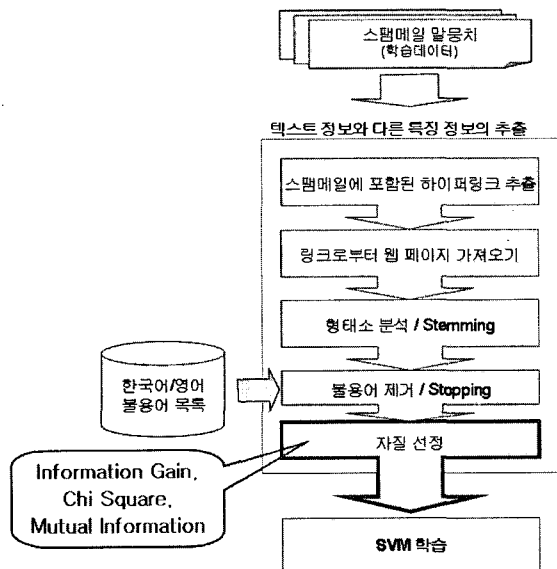 스팸메일 말뭉치
(학습데이터)
텍스트 정보와 다른 특징 정보의 추출
스팸메일에 포함된 하이퍼링크 추출
링크로부터 웹 페이지 가져오기
형태소 분석 / Stemming
한국어/영어
불용어 목록
불용어 제거 / Stopping
자질 선정
Information Gain,
Chi Square,
Mutual Information
SVM 학습